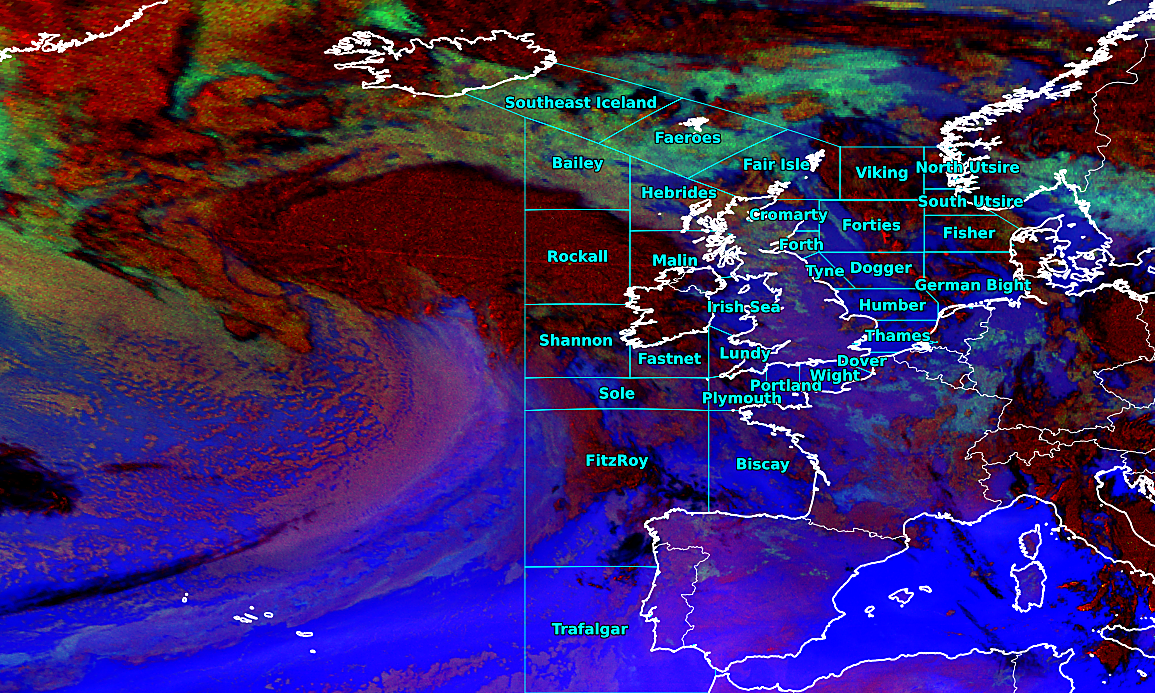 Southeast Iceland
Faeroes
Bailey
Fair Isle
Viking
North Utsire
Hebrides
South Utsire
Cromarty
Forties
Fisher
Forth
Rockall
Malin
Tyne
Dogger
German Bight
Irish Sea
Humber
Shannon
Thames
Fastnet
Lundy
Dover
Wight
Portland
Sole
Plymouth
FitzRoy
Biscay
Trafalgar